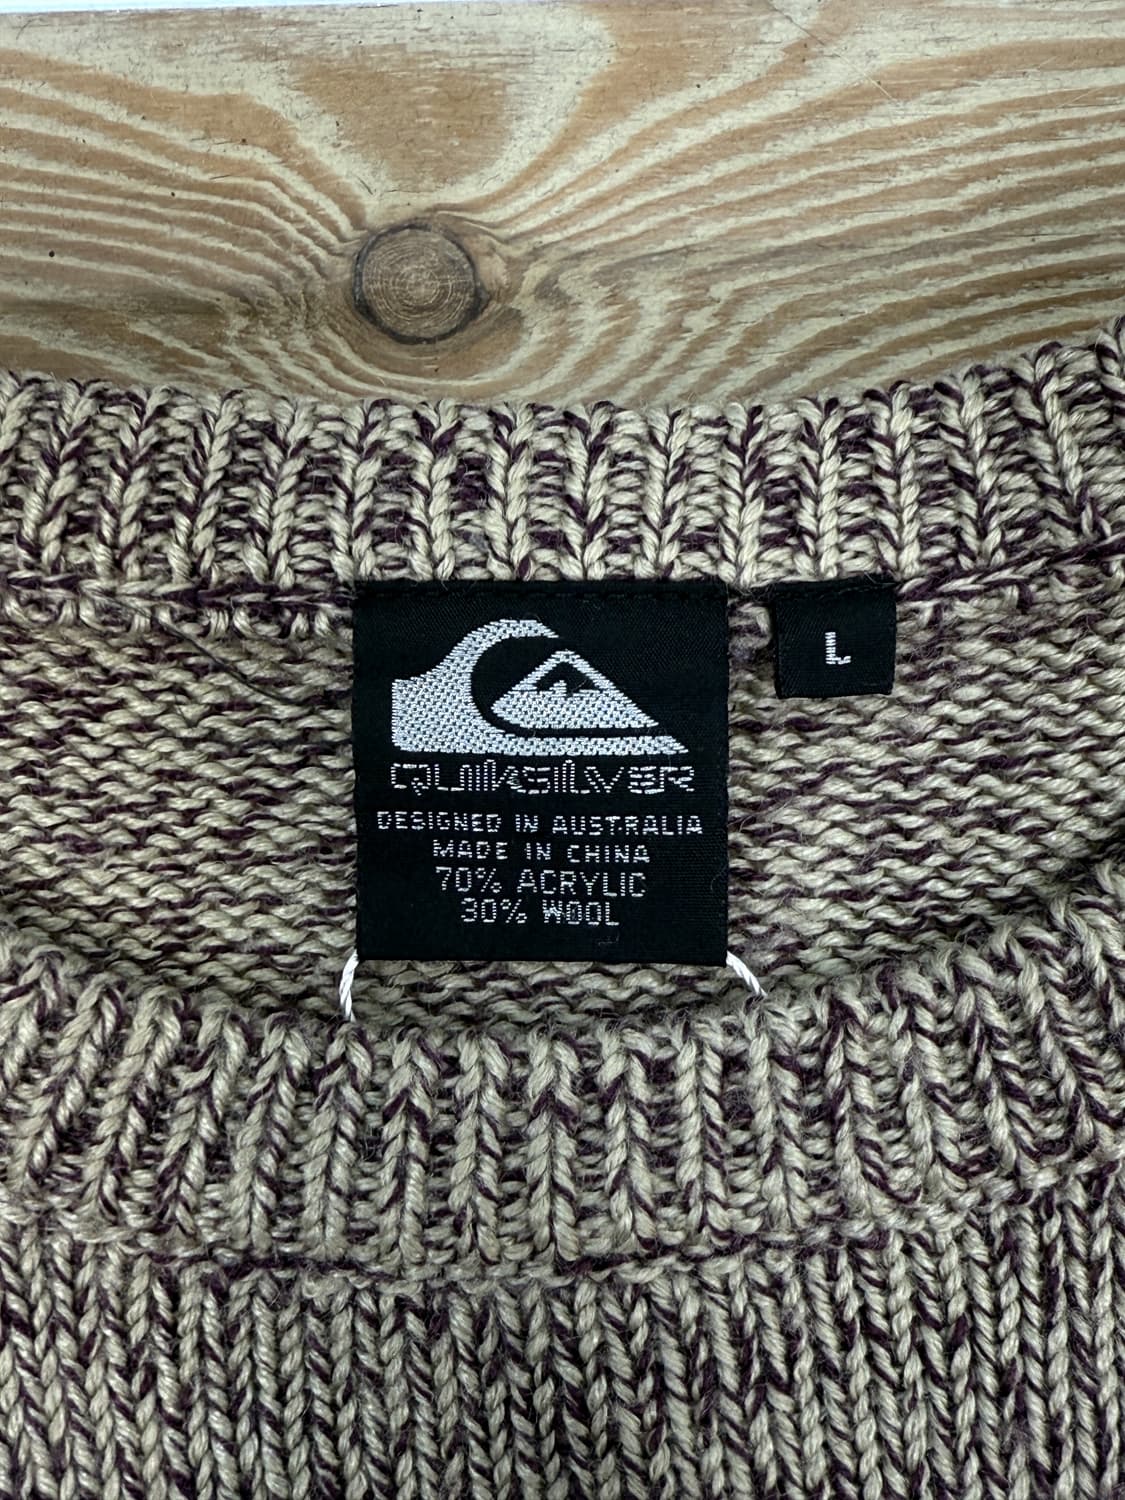 QUIKSILVER
DESIGNED IN AUSTRALIA
MADE IN CHINA
70% ACRYLIC
30% WOOL
L